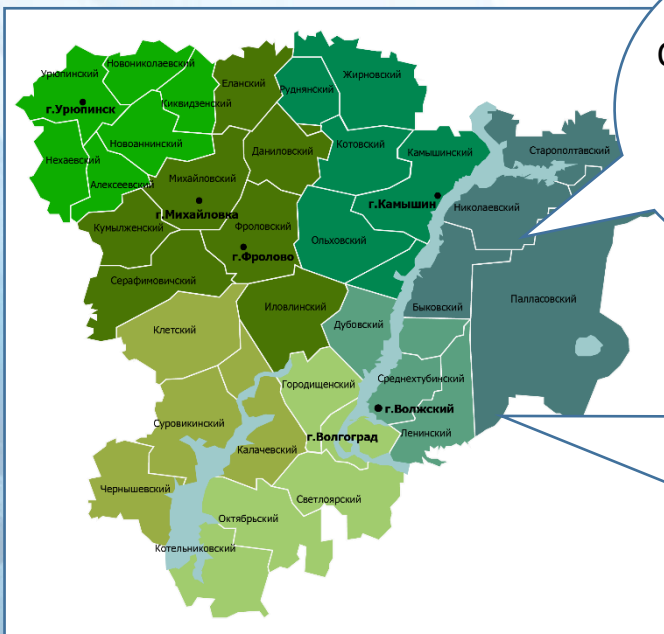 С
Урюпинский
Новониколаевский
г.Урюпинск
Киквидзенский
Еланский
Руднянский
Жирновский
Нехаевский
Новоаннинский
Алексеевский
Даниловский
Котовский
Камышинский
Старополтавский
Михайловский
г.Михайловка
г.Камышин
Николаевский
Кумылженский
Фроловский
г.Фролово
Ольховский
Серафимовичский
Иловлинский
Быковский
Палласовский
Клетский
Дубовский
Городищенский
Среднехтубинский
г.Волжский
Суровикинский
г.Волгоград
Ленинский
Калачевский
Чернышевский
Светлоярский
Октябрьский
Котельниковский